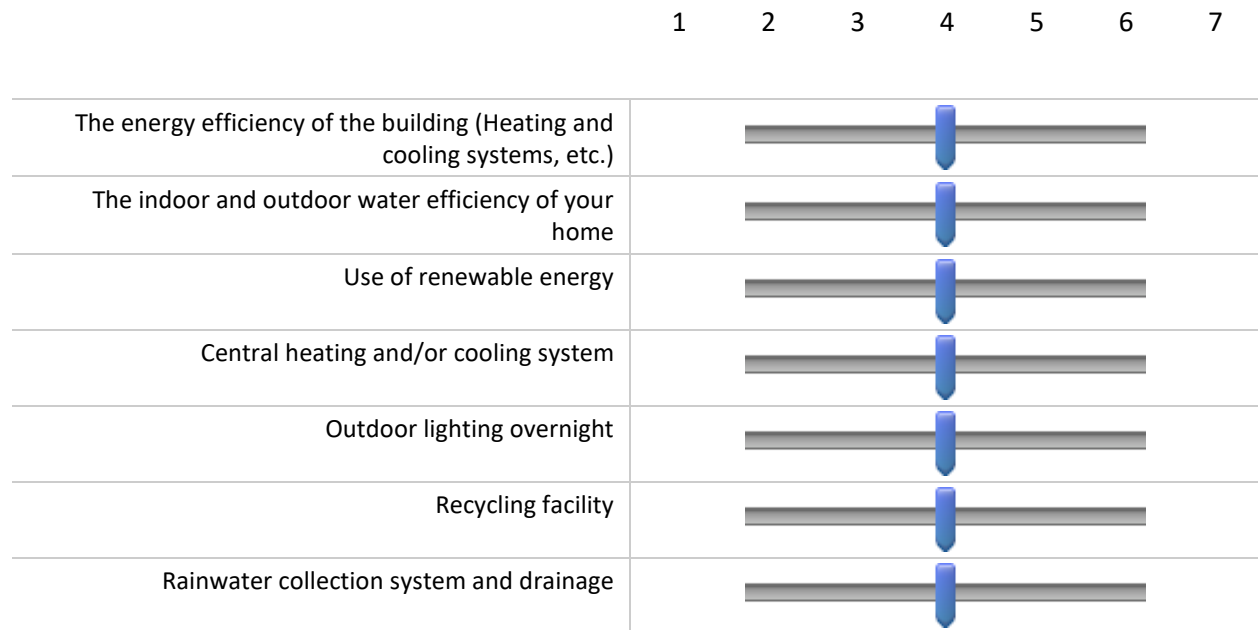 1 2 3 4 5 6 7
The energy efficiency of the building (Heating and
cooling systems, etc.)
The indoor and outdoor water efficiency of your
home
Use of renewable energy
Central heating and/or cooling system
Outdoor lighting overnight
Recycling facility
Rainwater collection system and drainage